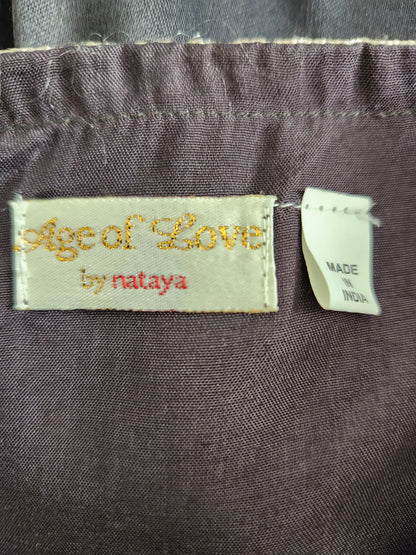 Age of Love
by nataya
MADE
IN
INDIA